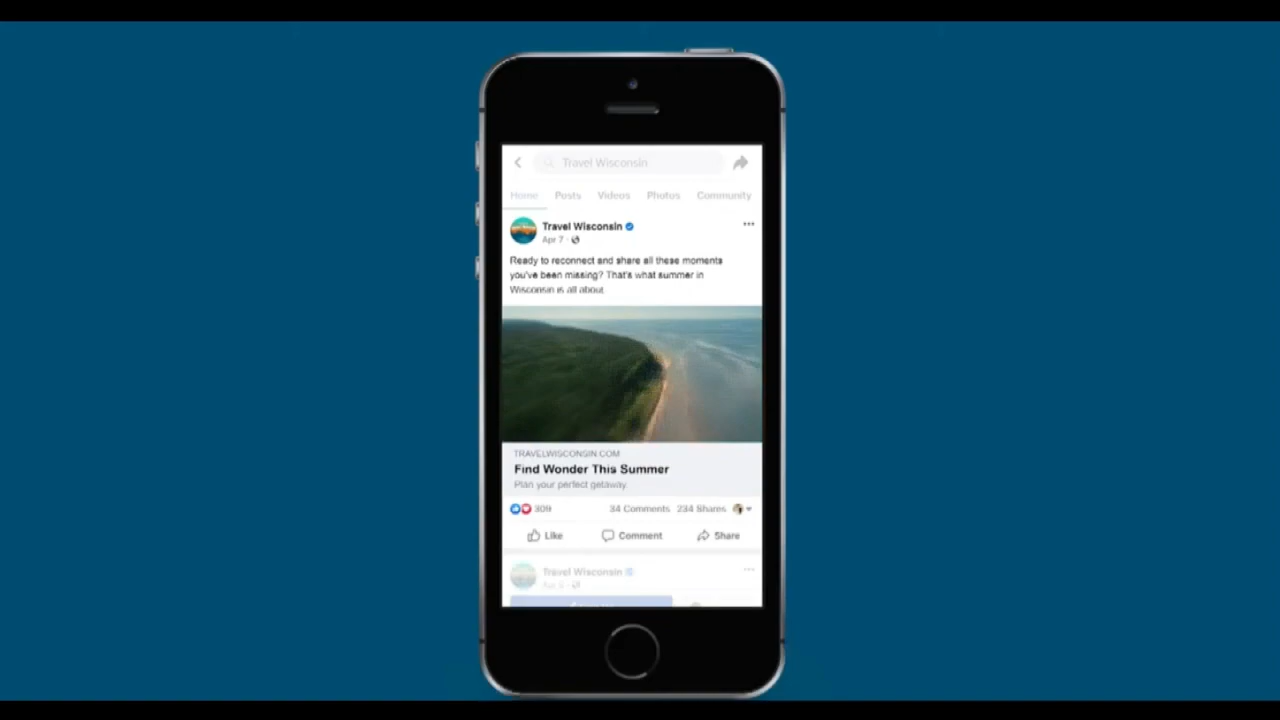 Travel Wisconsin
Home Posts Videos Photos Community
Travel Wisconsin
Apr 7 ·
Ready to reconnect and share all these moments
you've been missing? That's what summer in
Wisconsin is all about
TRAVELWISCONSIN.COM
Find Wonder This Summer
Plan your perfect getaway
309 34 Comments 234 Shares
Like Comment Share
Travel Wisconsin